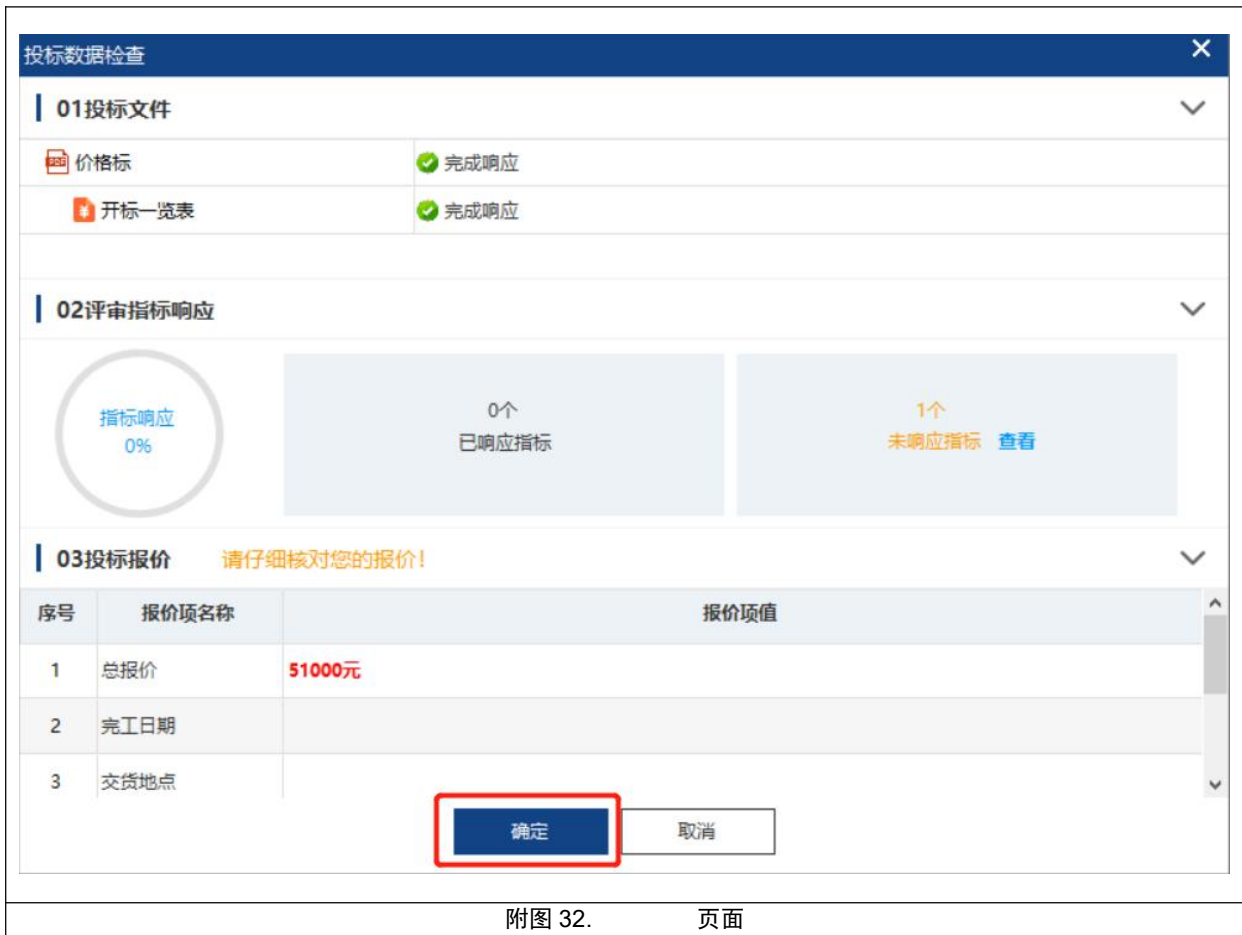 投标数据检查
01投标文件
价格标 完成响应
开标一览表 完成响应
02评审指标响应
指标响应
0%
0个
已响应指标
1个
未响应指标 查看
03投标报价 请仔细核对您的报价！
序号 报价项名称 报价项值
1 总报价 51000元
2 完工日期
3 交货地点
确定 取消
附图 32. 页面